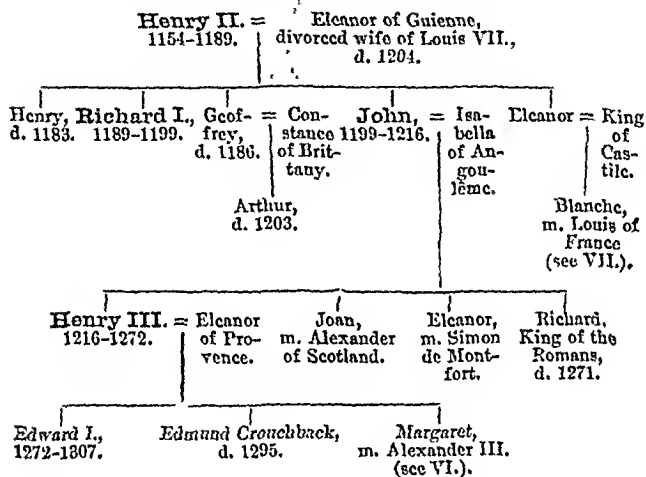 Henry II. = Eleanor of Guienne,
1154-1189. divorced wife of Louis VII.,
d. 1204.
Henry, Richard I., Geof- = Con- John, = Isa- Eleanor = King
d. 1183. 1189-1199. frey, stance 1199-1216. bella of
d. 1186. of Brit- of An- Cas-
tany. gou- tile.
lême.
Arthur, Blanche,
d. 1203. m. Louis of
France
(see VII.).
Henry III. = Eleanor Joan, Eleanor, Richard,
1216-1272. of Pro- m. Alexander m. Simon King of the
vence. of Scotland. de Mont- Romans,
fort. d. 1271.
Edward I., Edmund Crouchback, Margaret,
1272-1307. d. 1295. m. Alexander III.
(see VI.).